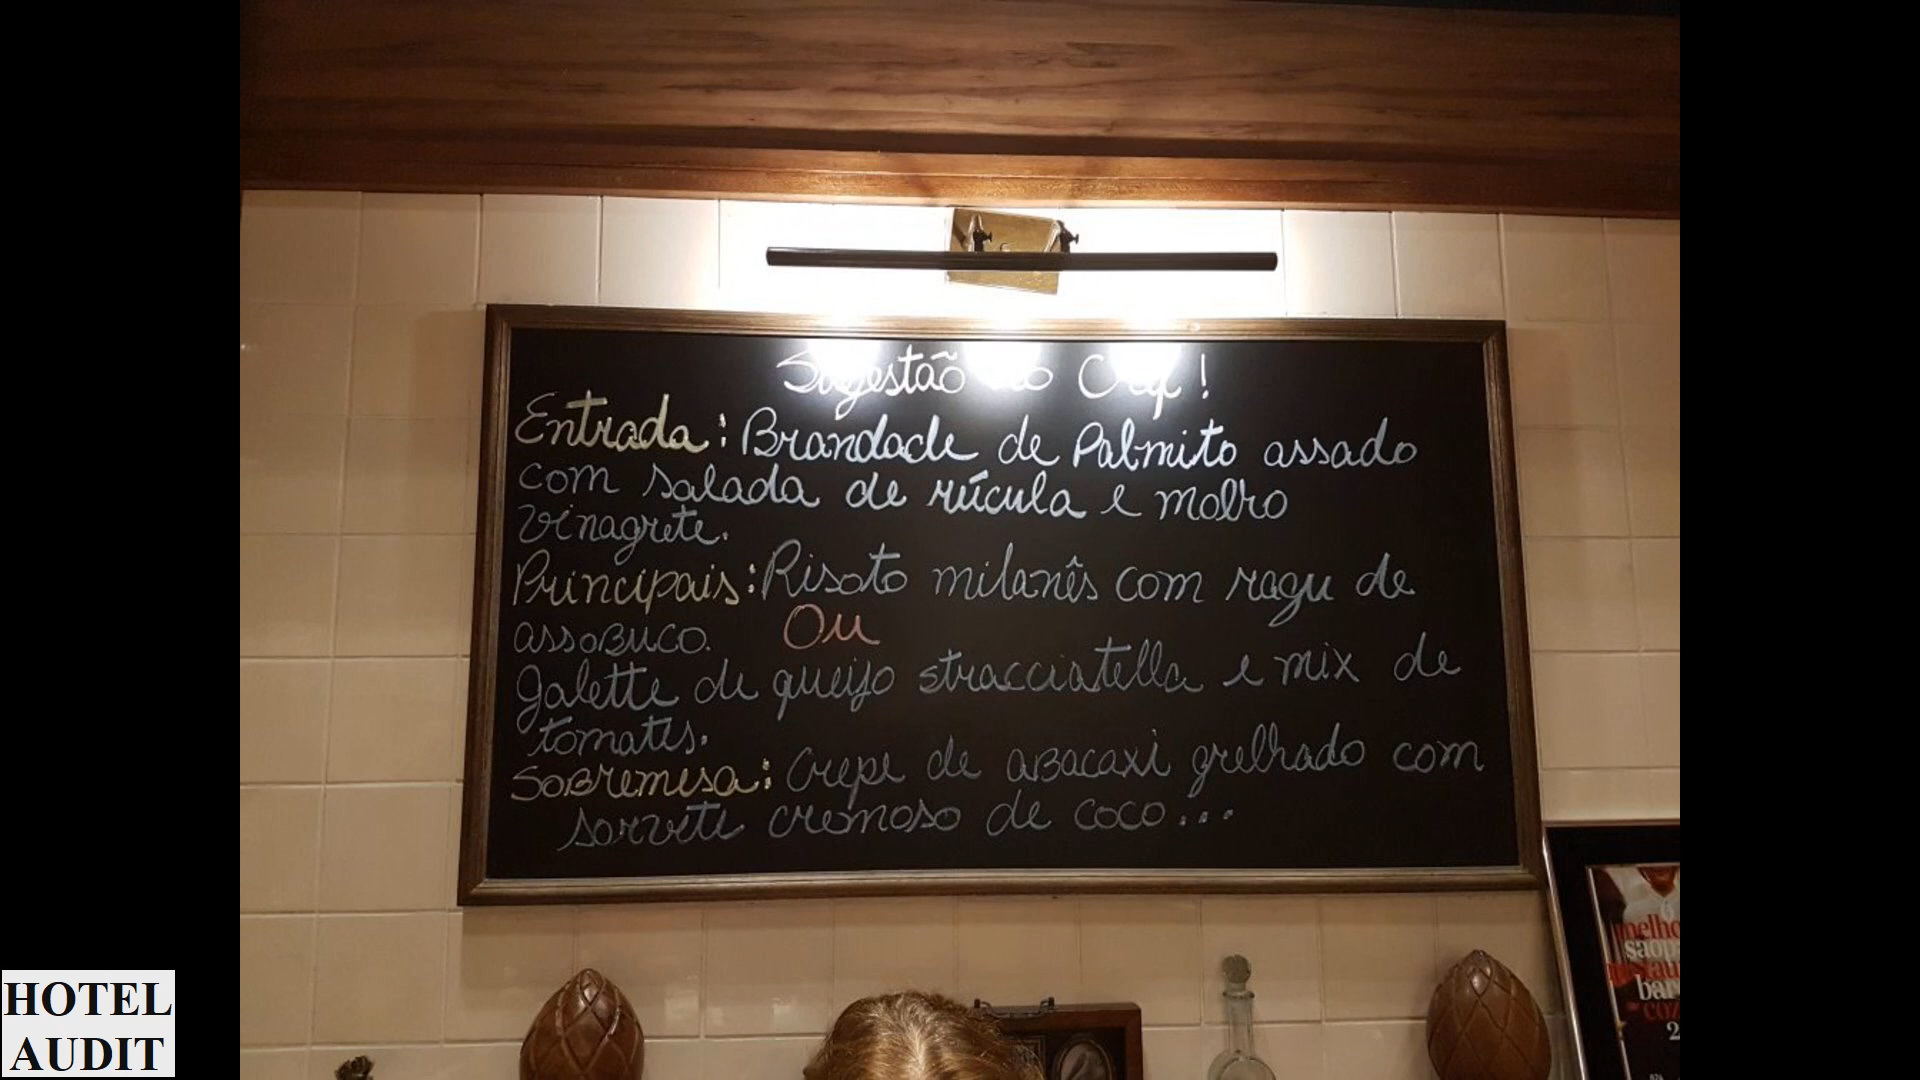 Sugestão do Chef!
Entrada: Brandade de Palmito assado
com salada de rúcula e molho
vinagrete.
Principais: Risoto milanês com ragu de
assobuco. Ou
galette de queijo stracciatella e mix de
tomates.
Sobremesa: Crepe de abacaxi grelhado com
sorvete cremoso de coco...
HOTEL
AUDIT